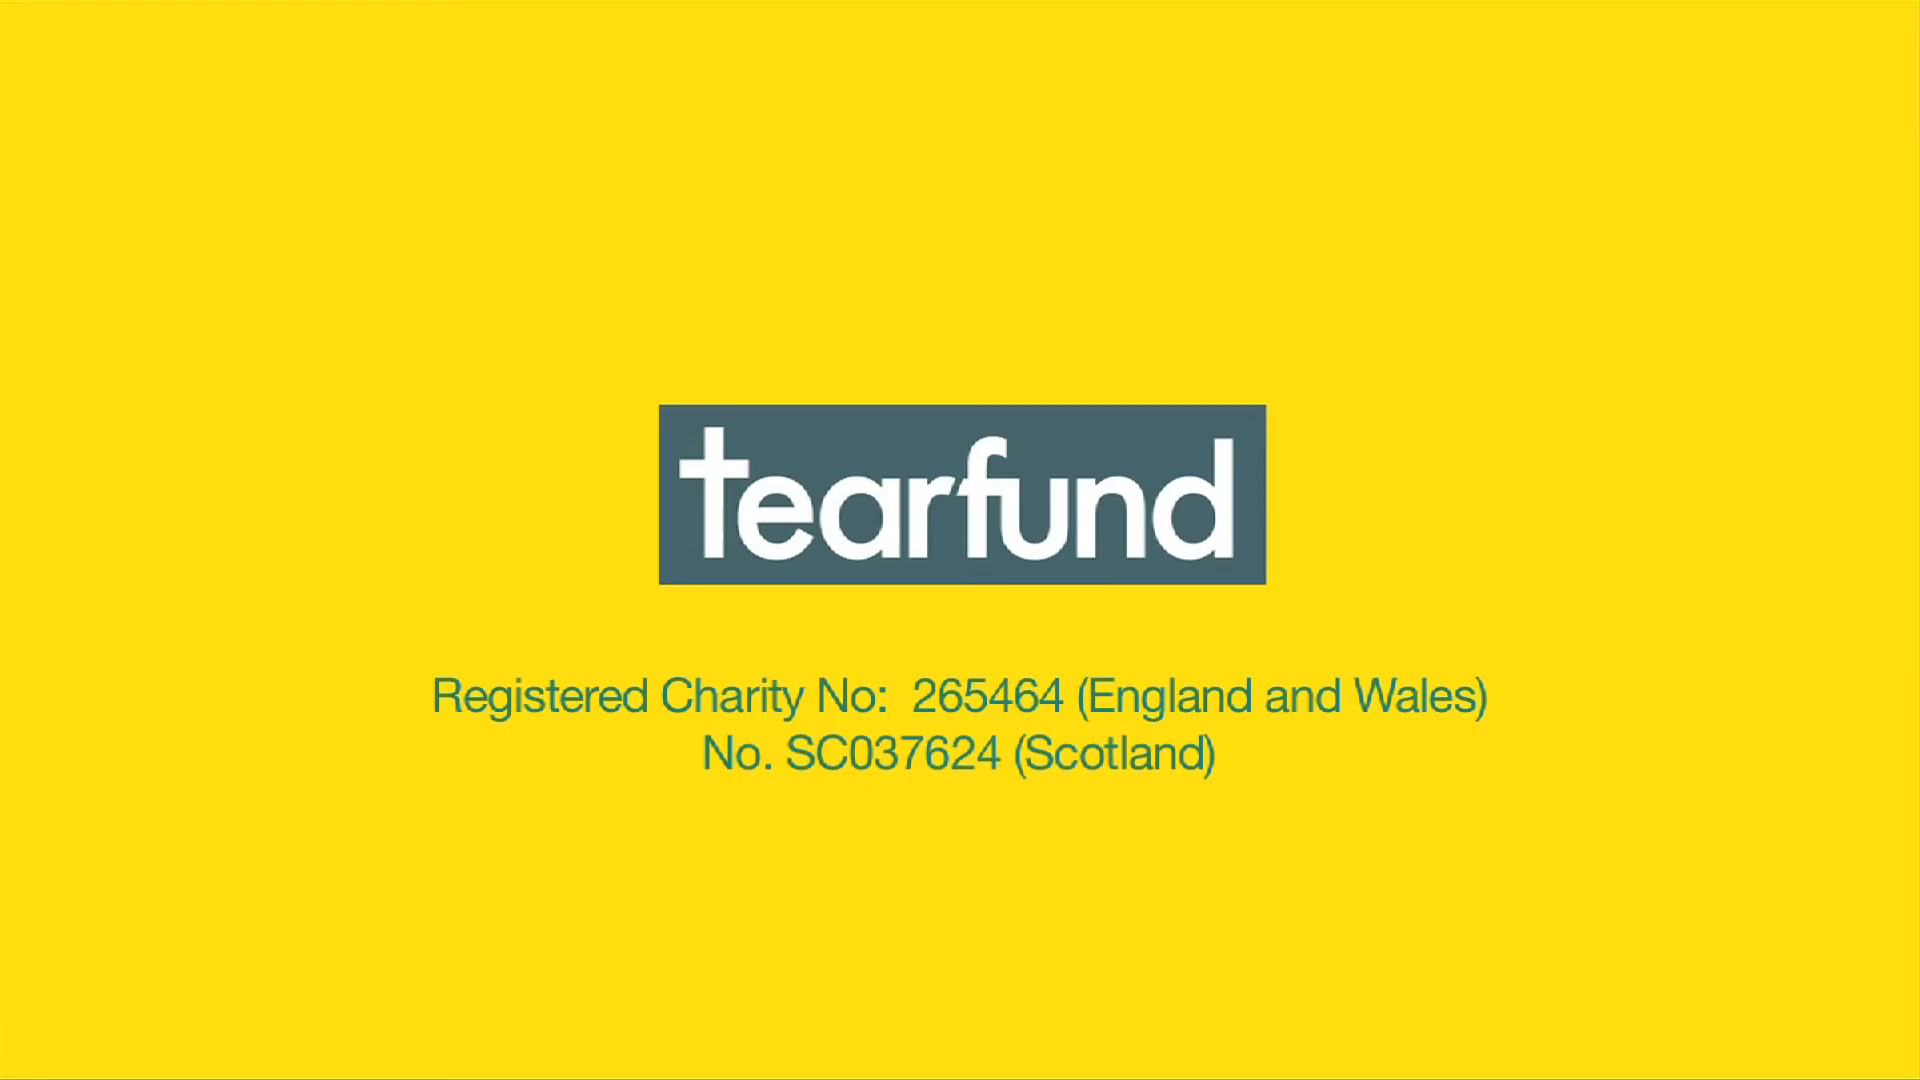 tearfund
Registered Charity No:  265464 (England and Wales)
No. SC037624 (Scotland)